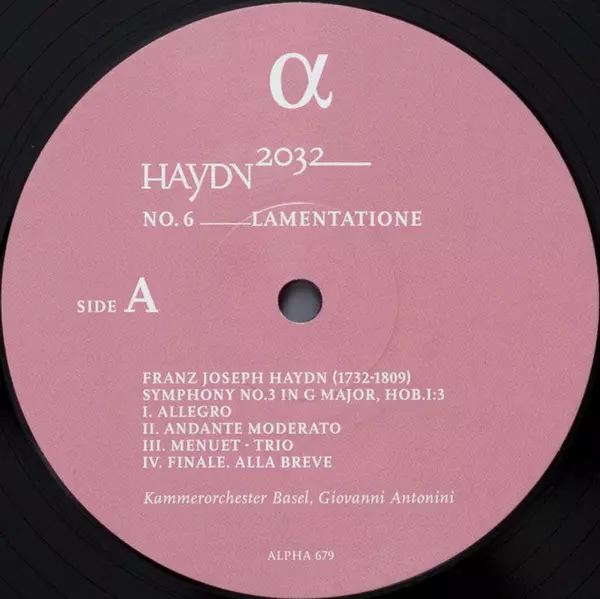 α
HAYDN2032
NO. 6 LAMENTATIONE
SIDE A
FRANZ JOSEPH HAYDN (1732-1809)
SYMPHONY NO.3 IN G MAJOR, HOB.I:3
I. ALLEGRO
II. ANDANTE MODERATO
III. MENUET - TRIO
IV. FINALE. ALLA BREVE
Kammerorchester Basel, Giovanni Antonini
ALPHA 679